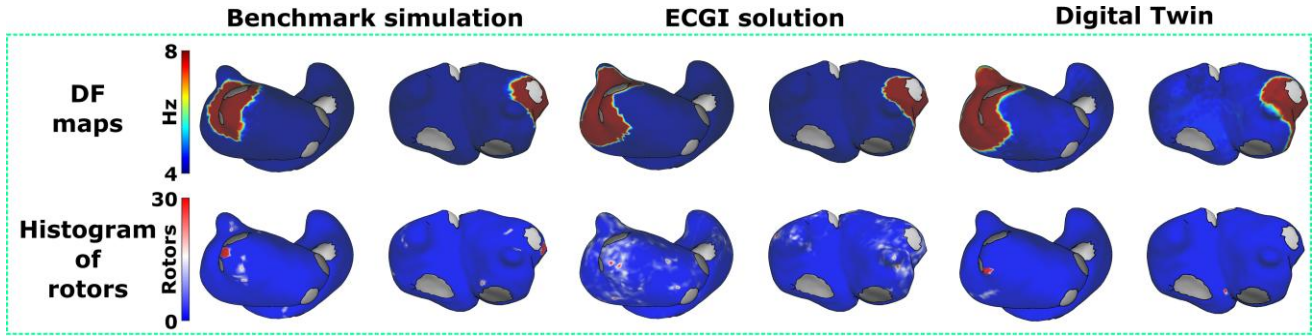 Benchmark simulation
ECGI solution
Digital Twin
DF
maps
8
Hz
4
Histogram
of
rotors
30
Rotors
0